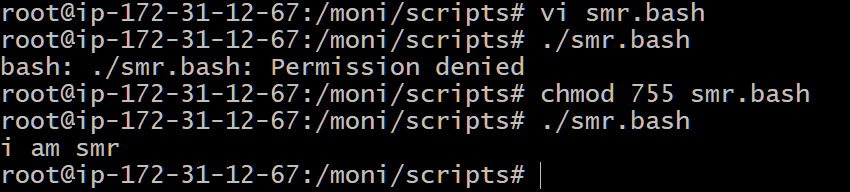 root@ip-172-31-12-67:/moni/scripts# vi smr.bash
root@ip-172-31-12-67:/moni/scripts# ./smr.bash
bash: ./smr.bash: Permission denied
root@ip-172-31-12-67:/moni/scripts# chmod 755 smr.bash
root@ip-172-31-12-67:/moni/scripts# ./smr.bash
i am smr
root@ip-172-31-12-67:/moni/scripts#